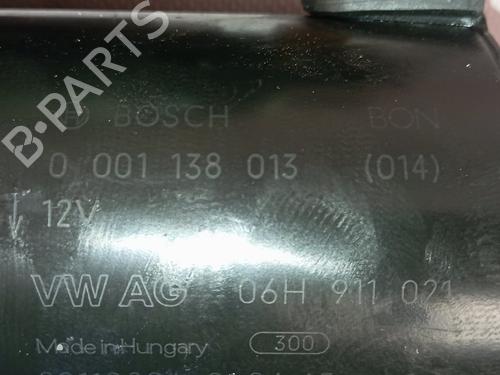 BOSCH BON
0 001 138 013 (014)
12V
VW AG 06H 911 021
Made in Hungary 300
B-PARTS